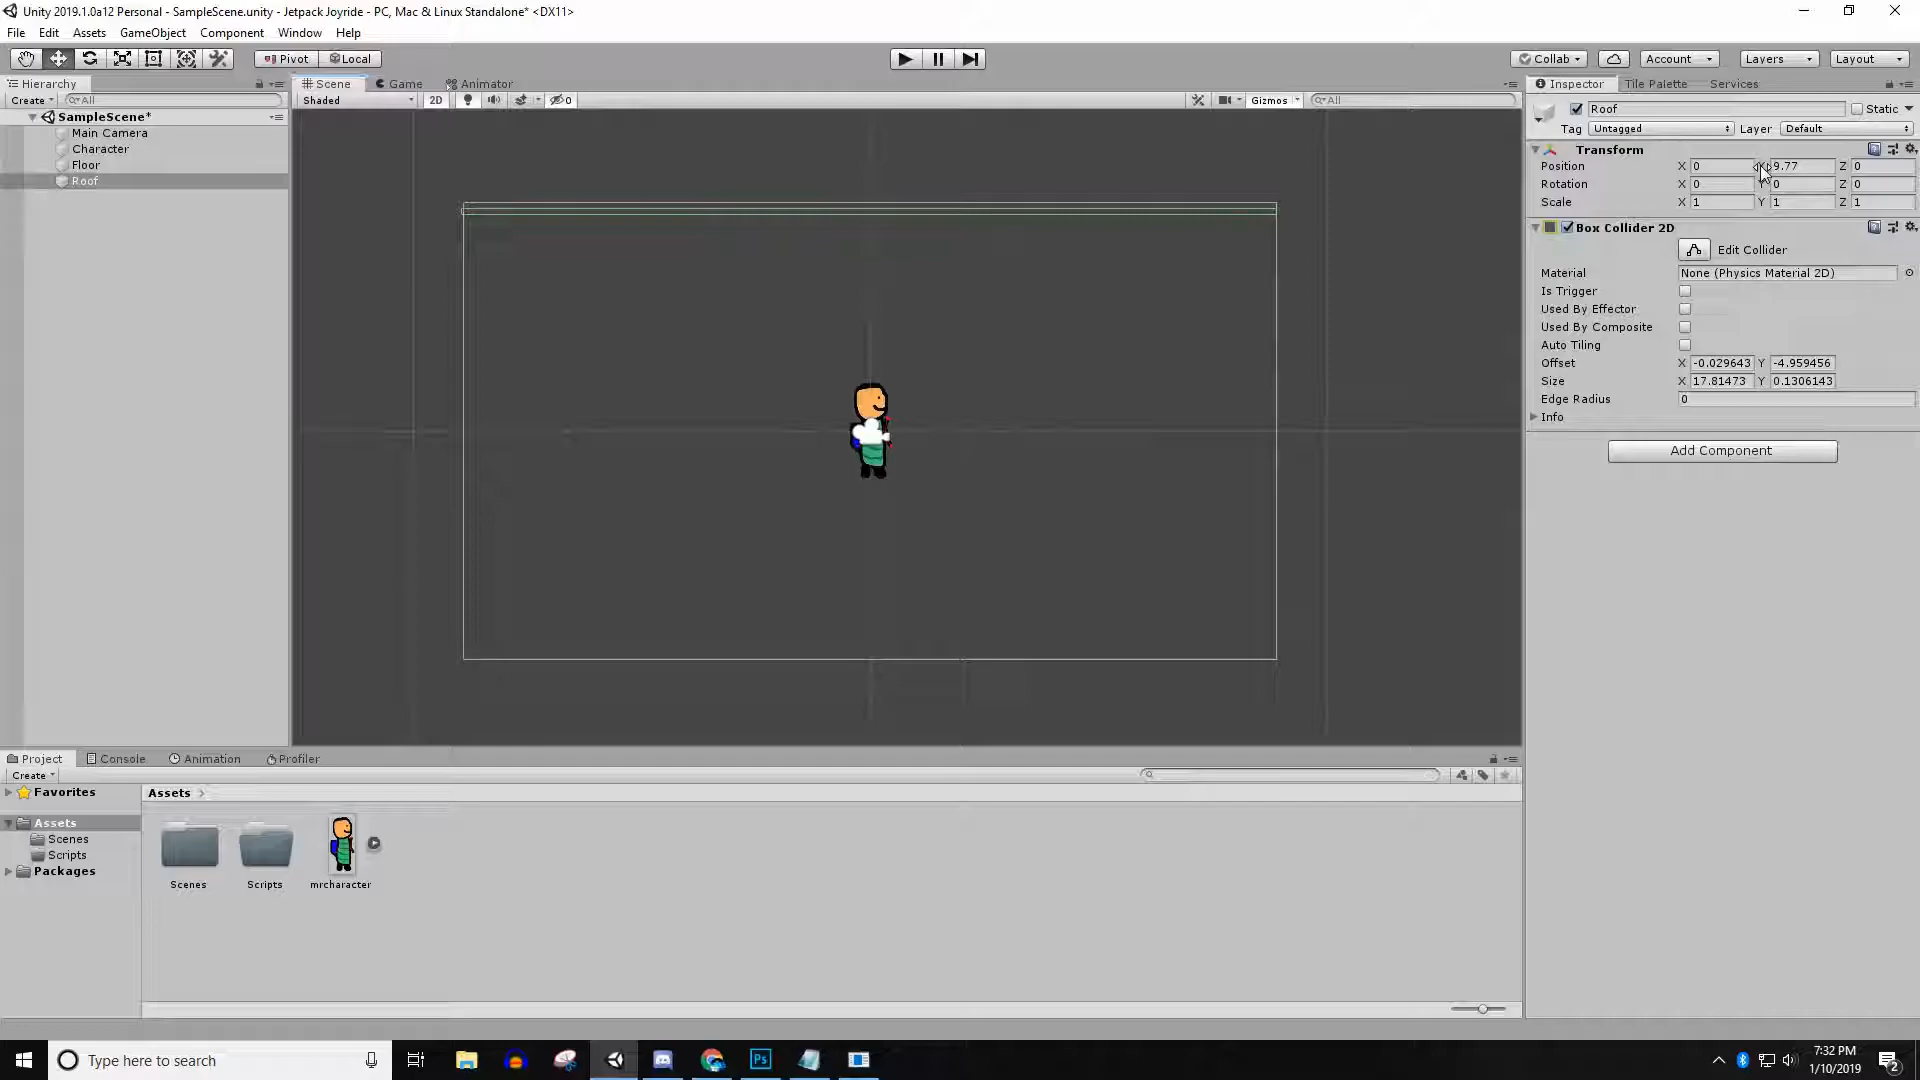 Unity 2019.1.0a12 Personal - SampleScene.unity - Jetpack Joyride - PC, Mac & Linux Standalone* <DX11>
File Edit Assets GameObject Component Window Help
Pivot Local Collab Account Layers Layout
Hierarchy Scene Game Animator Inspector Tile Palette Services
Create All Shaded 2D 0 Gizmos All
SampleScene*
Main Camera
Character
Floor
Roof
Roof Static
Tag Untagged Layer Default
Transform
Position X 0 9.77 Z 0
Rotation X 0 Y 0 Z 0
Scale X 1 Y 1 Z 1
Box Collider 2D
Edit Collider
Material None (Physics Material 2D)
Is Trigger
Used By Effector
Used By Composite
Auto Tiling
Offset X -0.029643 Y -4.959456
Size X 17.81473 Y 0.1306143
Edge Radius 0
Info
Add Component
Project Console Animation Profiler
Create
Favorites
Assets
Scenes
Scripts
Packages
Assets >
Scenes Scripts mrcharacter
Type here to search
Ps
7:32 PM
1/10/2019
2